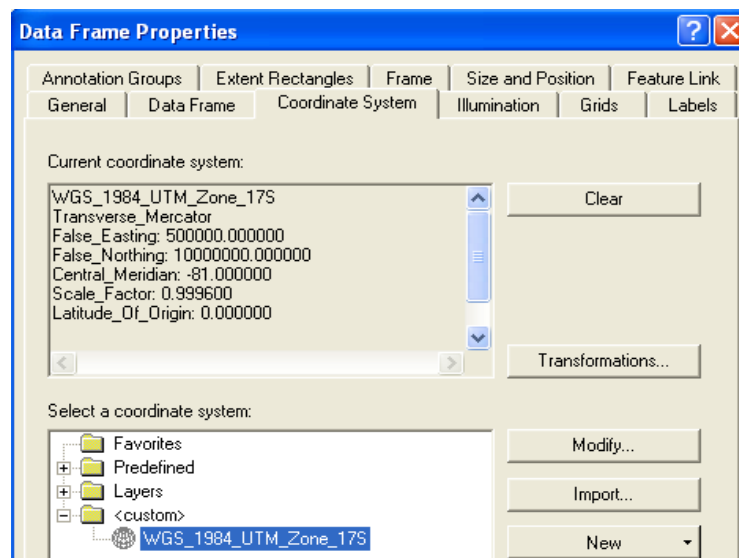 Data Frame Properties
Annotation Groups Extent Rectangles Frame Size and Position Feature Link
General Data Frame Coordinate System Illumination Grids Labels
Current coordinate system:
WGS_1984_UTM_Zone_17S
Transverse_Mercator
False_Easting: 500000.000000
False_Northing: 10000000.000000
Central_Meridian: -81.000000
Scale_Factor: 0.999600
Latitude_Of_Origin: 0.000000
Clear
Transformations...
Select a coordinate system:
Favorites
Predefined
Layers
<custom>
WGS_1984_UTM_Zone_17S
Modify...
Import...
New